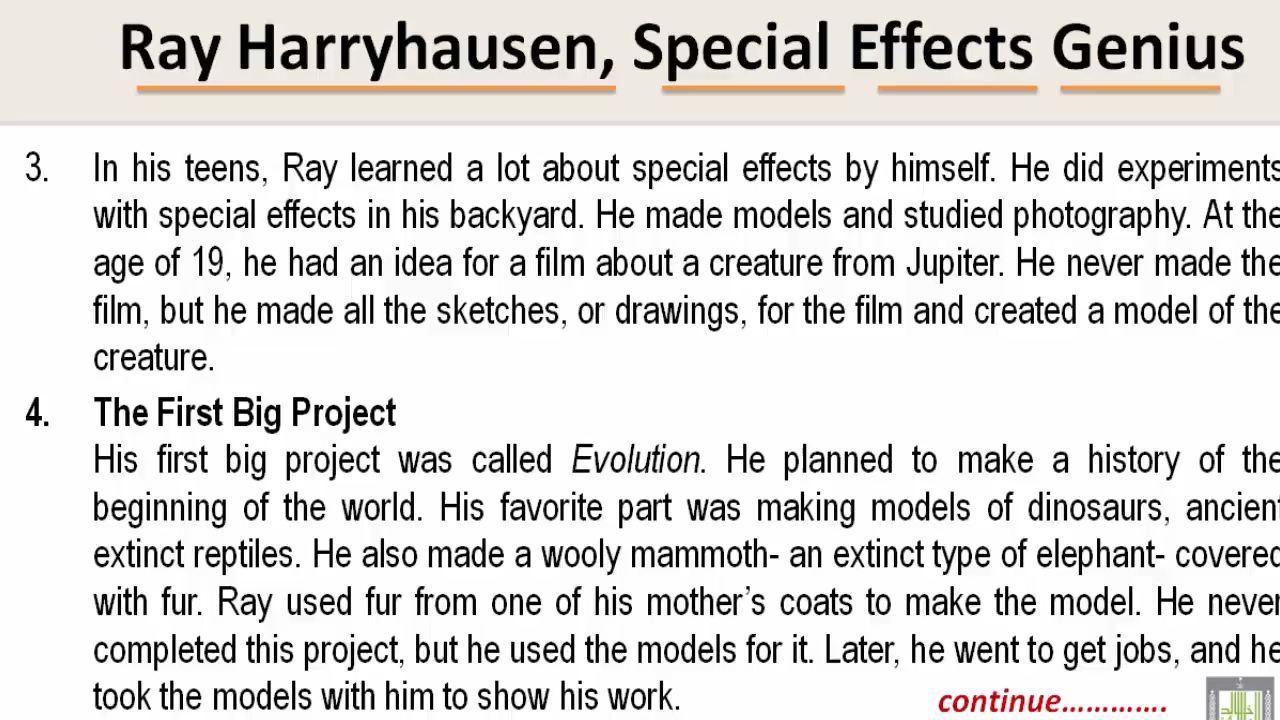 Ray Harryhausen, Special Effects Genius
3. In his teens, Ray learned a lot about special effects by himself. He did experiments
with special effects in his backyard. He made models and studied photography. At the
age of 19, he had an idea for a film about a creature from Jupiter. He never made the
film, but he made all the sketches, or drawings, for the film and created a model of the
creature.
4. The First Big Project
His first big project was called Evolution. He planned to make a history of the
beginning of the world. His favorite part was making models of dinosaurs, ancient
extinct reptiles. He also made a wooly mammoth- an extinct type of elephant- covered
with fur. Ray used fur from one of his mother's coats to make the model. He never
completed this project, but he used the models for it. Later, he went to get jobs, and he
took the models with him to show his work.
continue………….